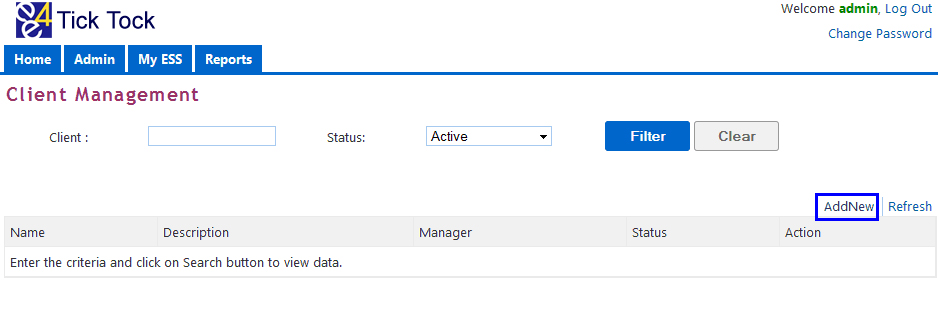 e4e Tick Tock
Welcome admin, Log Out
Change Password
Home Admin My ESS Reports
Client Management
Client : Status: Active Filter Clear
AddNew Refresh
Name Description Manager Status Action
Enter the criteria and click on Search button to view data.